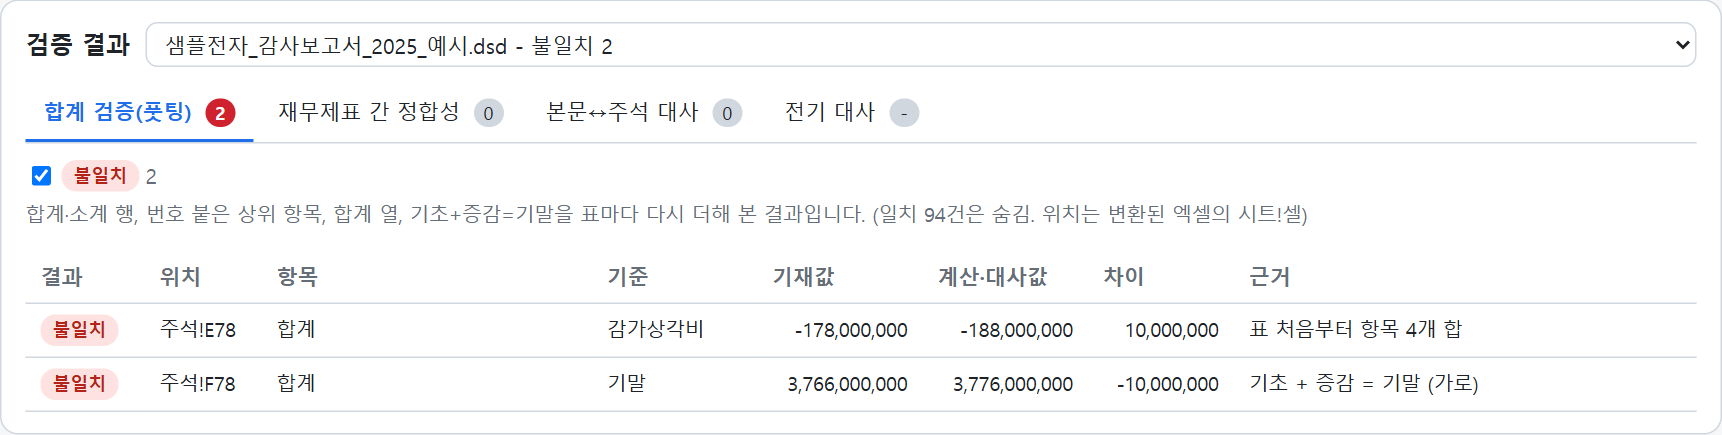 검증 결과 샘플전자_감사보고서_2025_예시.dsd - 불일치 2
합계 검증(풋팅) 2 재무제표 간 정합성 0 본문↔주석 대사 0 전기 대사 -
불일치 2
합계·소계 행, 번호 붙은 상위 항목, 합계 열, 기초+증감=기말을 표마다 다시 더해 본 결과입니다. (일치 94건은 숨김. 위치는 변환된 엑셀의 시트!셀)
결과 위치 항목 기준 기재값 계산·대사값 차이 근거
불일치 주석!E78 합계 감가상각비 -178,000,000 -188,000,000 10,000,000 표 처음부터 항목 4개 합
불일치 주석!F78 합계 기말 3,766,000,000 3,776,000,000 -10,000,000 기초 + 증감 = 기말 (가로)